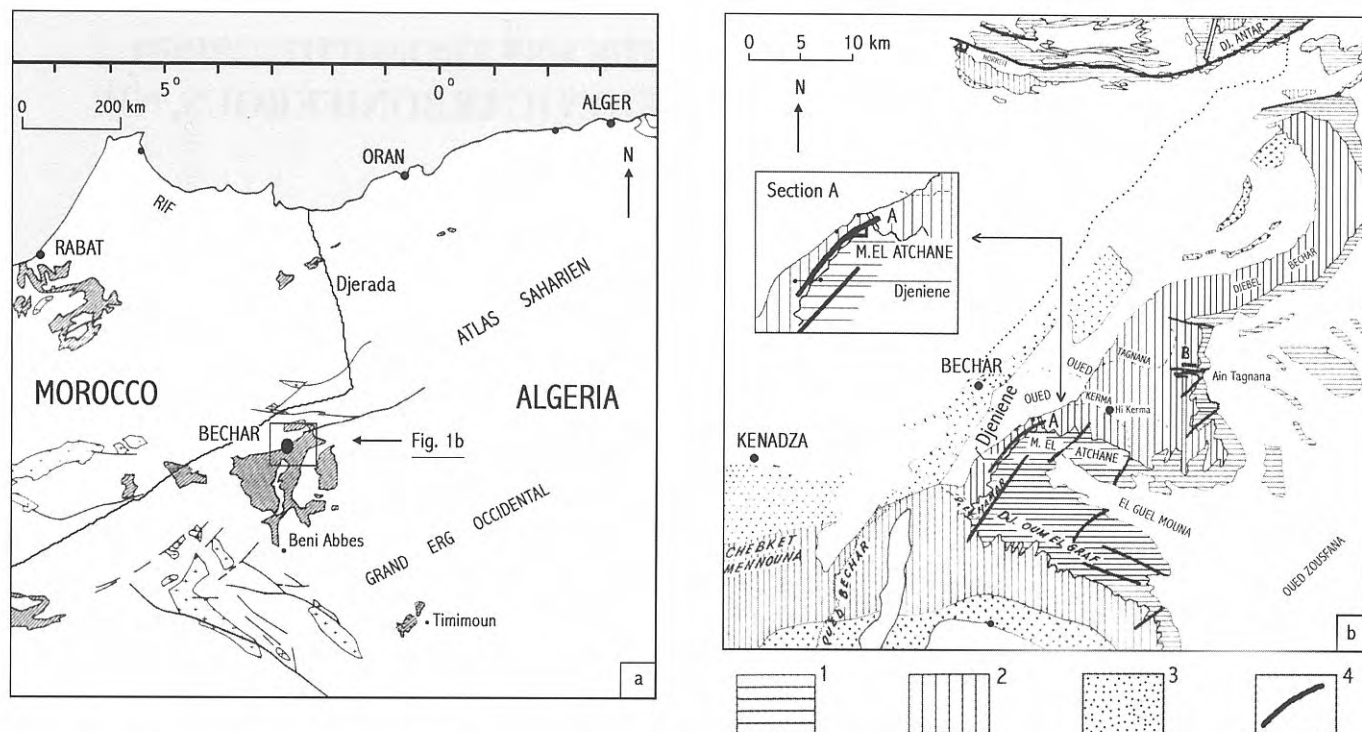 5°
0°
0
200 km
ALGER
ORAN
N
RIF
RABAT
Djerada
ATLAS SAHARIEN
MOROCCO
ALGERIA
BECHAR
Fig. 1b
Beni Abbes
GRAND ERG OCCIDENTAL
Timimoun
a
0 5 10 km
N
DJ. ANTAR
Section A
A
M.EL ATCHANE
Djeniene
BECHAR
DJEBEL
BECHAR
OUED
TAGNANA
B
Ain Tagnana
OUED
KERMA
Hi Kerma
Djeniene
A
M. EL
ATCHANE
KENADZA
EL GUEL MOUNA
DJ. OUM EL GRAF
CHEBKET
MENNOUNA
OUED BECHAR
OUED ZOUSFANA
b
1
2
3
4